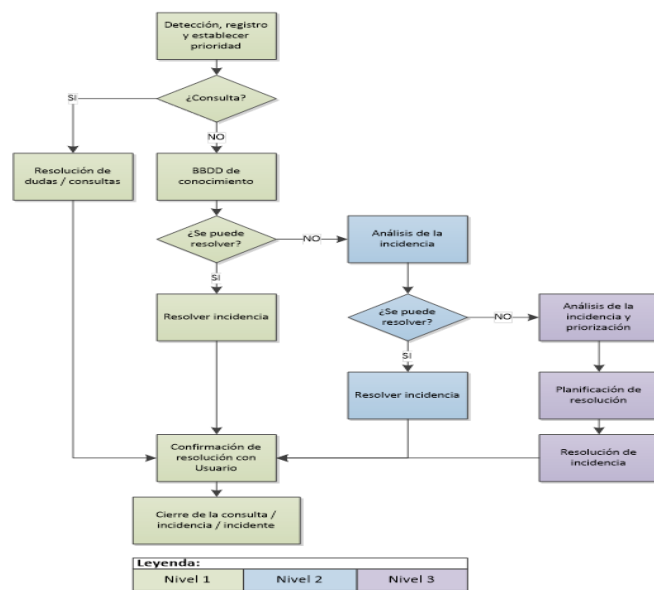 Detección, registro
y establecer
prioridad
¿Consulta?
Si
NO
Resolución de
dudas / consultas
BBDD de
conocimiento
¿Se puede
resolver?
NO
Análisis de la
incidencia
Si
Resolver incidencia
¿Se puede
resolver?
NO
Análisis de la
incidencia y
priorización
Si
Resolver incidencia
Planificación de
resolución
Confirmación de
resolución con
Usuario
Resolución de
incidencia
Cierre de la consulta /
incidencia / incidente
Leyenda:
Nivel 1
Nivel 2
Nivel 3